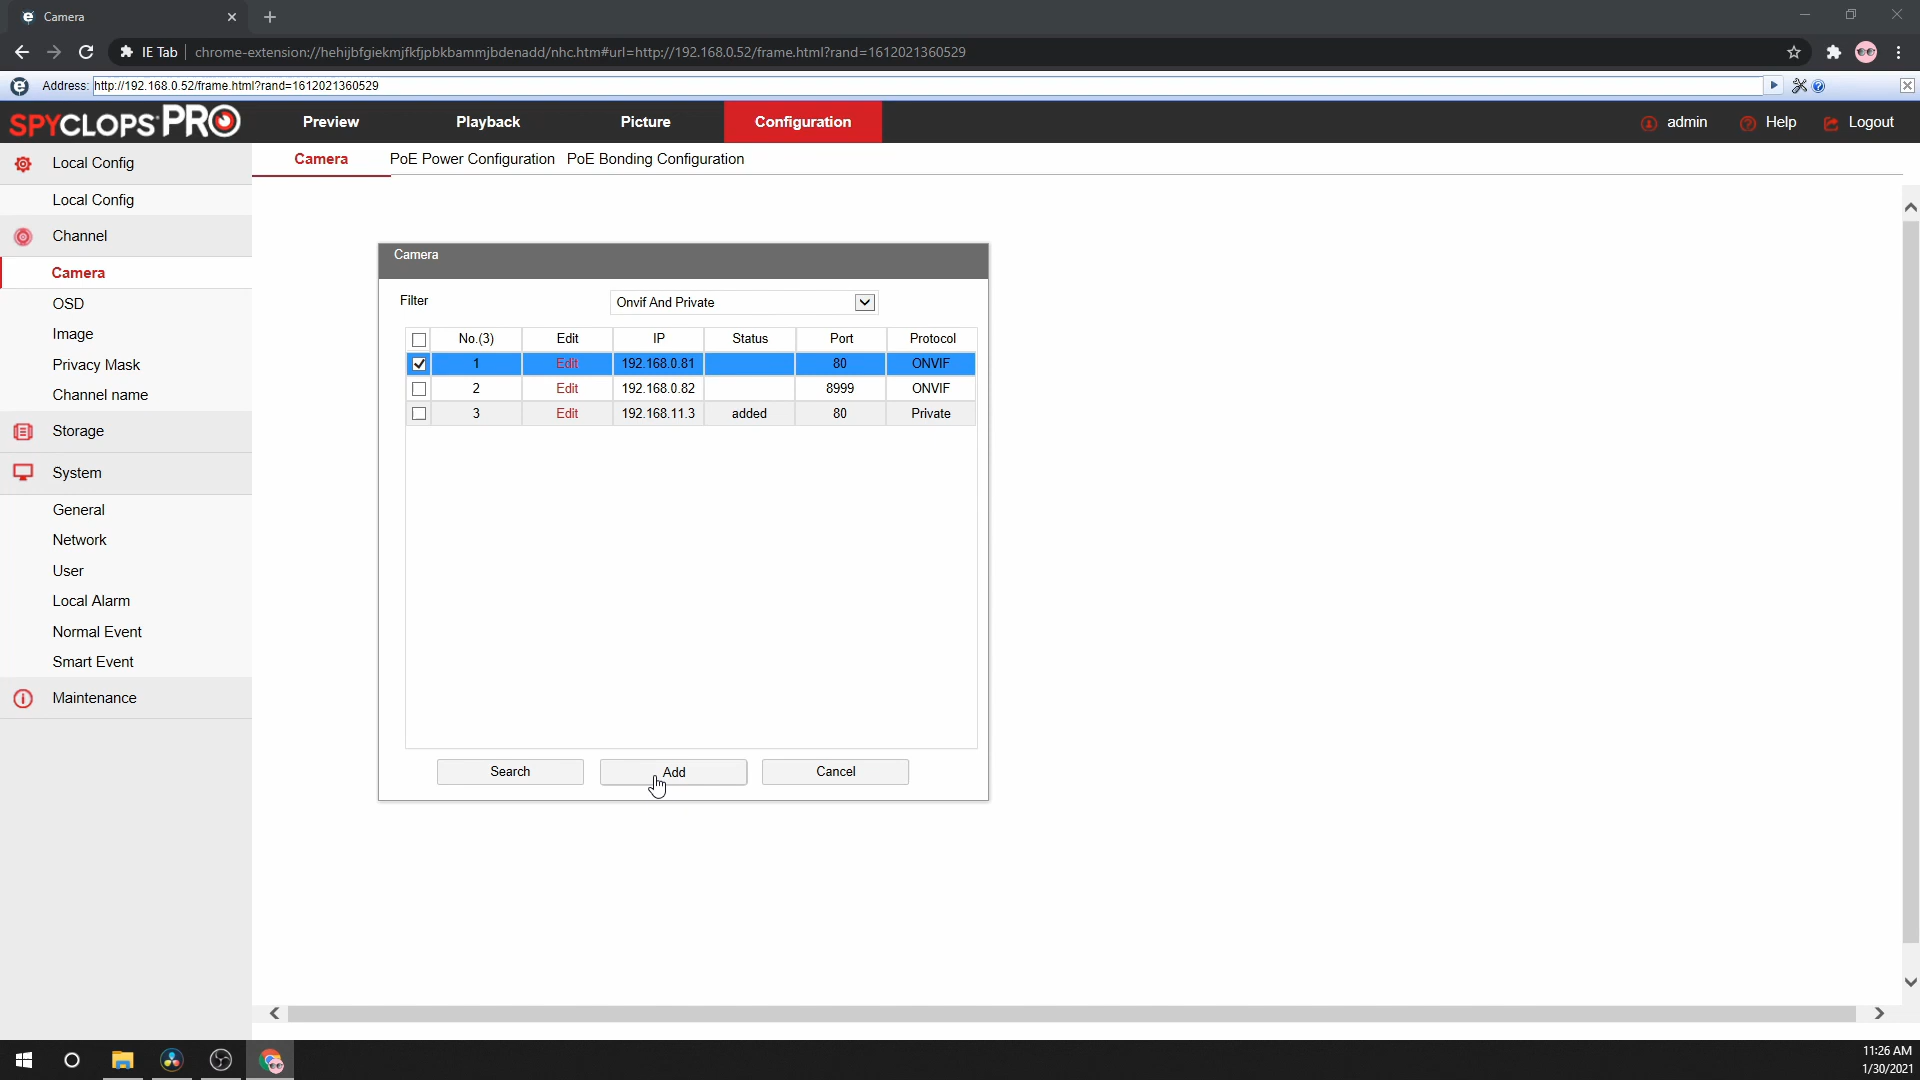 Camera
IE Tab chrome-extension://hehijbfgiekmjfkfjpbkbammjbdenadd/nhc.htm#url=http://192.168.0.52/frame.html?rand=1612021360529
Address: http://192.168.0.52/frame.html?rand=1612021360529
SPYCLOPS PRO Preview Playback Picture Configuration admin Help Logout
Local Config
Local Config
Channel
Camera
OSD
Image
Privacy Mask
Channel name
Storage
System
General
Network
User
Local Alarm
Normal Event
Smart Event
Maintenance
Camera PoE Power Configuration PoE Bonding Configuration
Camera
Filter Onvif And Private
No.(3) Edit IP Status Port Protocol
1 Edit 192.168.0.81 80 ONVIF
2 Edit 192.168.0.82 8999 ONVIF
3 Edit 192.168.11.3 added 80 Private
Search Add Cancel
11:26 AM
1/30/2021